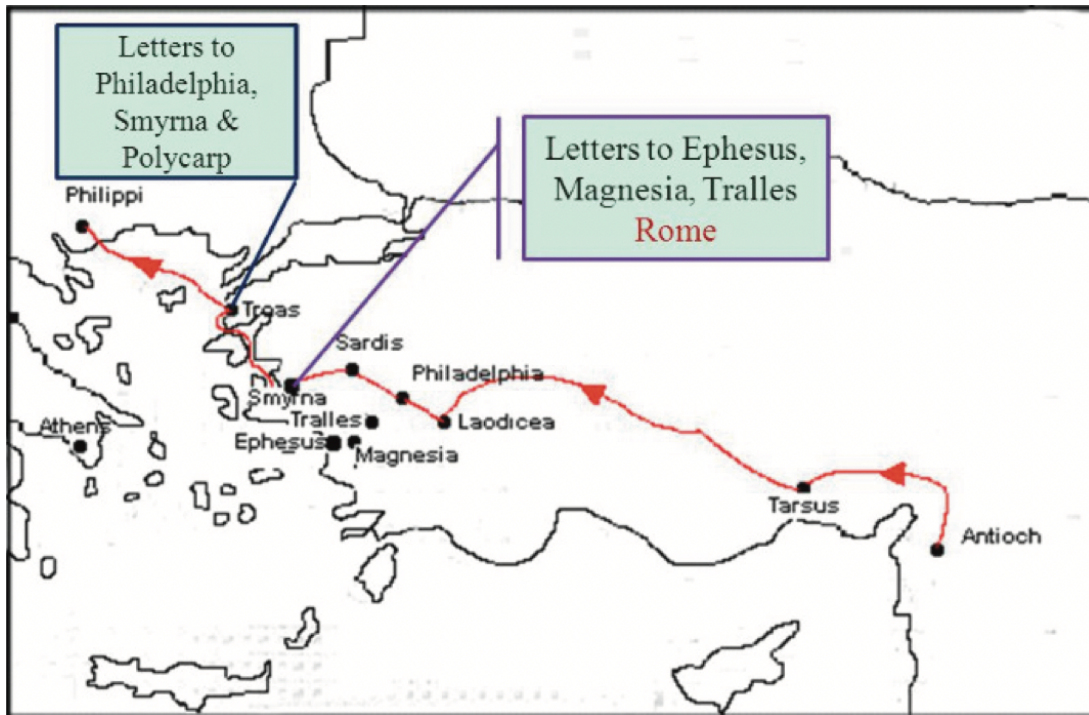 Letters to
Philadelphia,
Smyrna &
Polycarp
Letters to Ephesus,
Magnesia, Tralles
Rome
Philippi
Troas
Sardis
Philadelphia
Smyrna
Tralles
Laodicea
Athens
Ephesus
Magnesia
Tarsus
Antioch